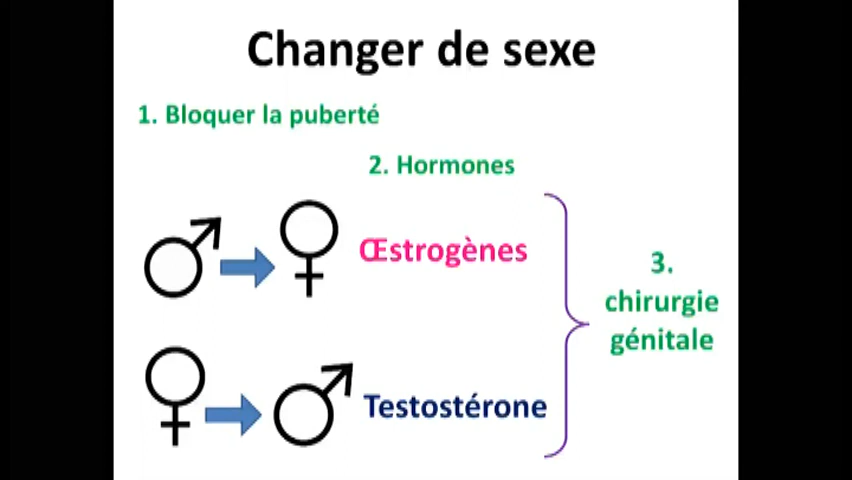 Changer de sexe
1. Bloquer la puberté
2. Hormones
Œstrogènes
3.
chirurgie
génitale
Testostérone